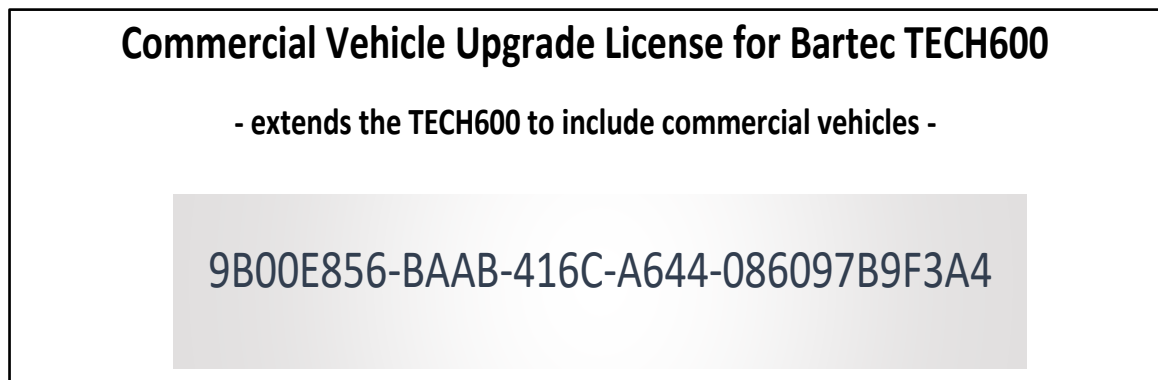 Commercial Vehicle Upgrade License for Bartec TECH600
- extends the TECH600 to include commercial vehicles -
9B00E856-BAAB-416C-A644-086097B9F3A4